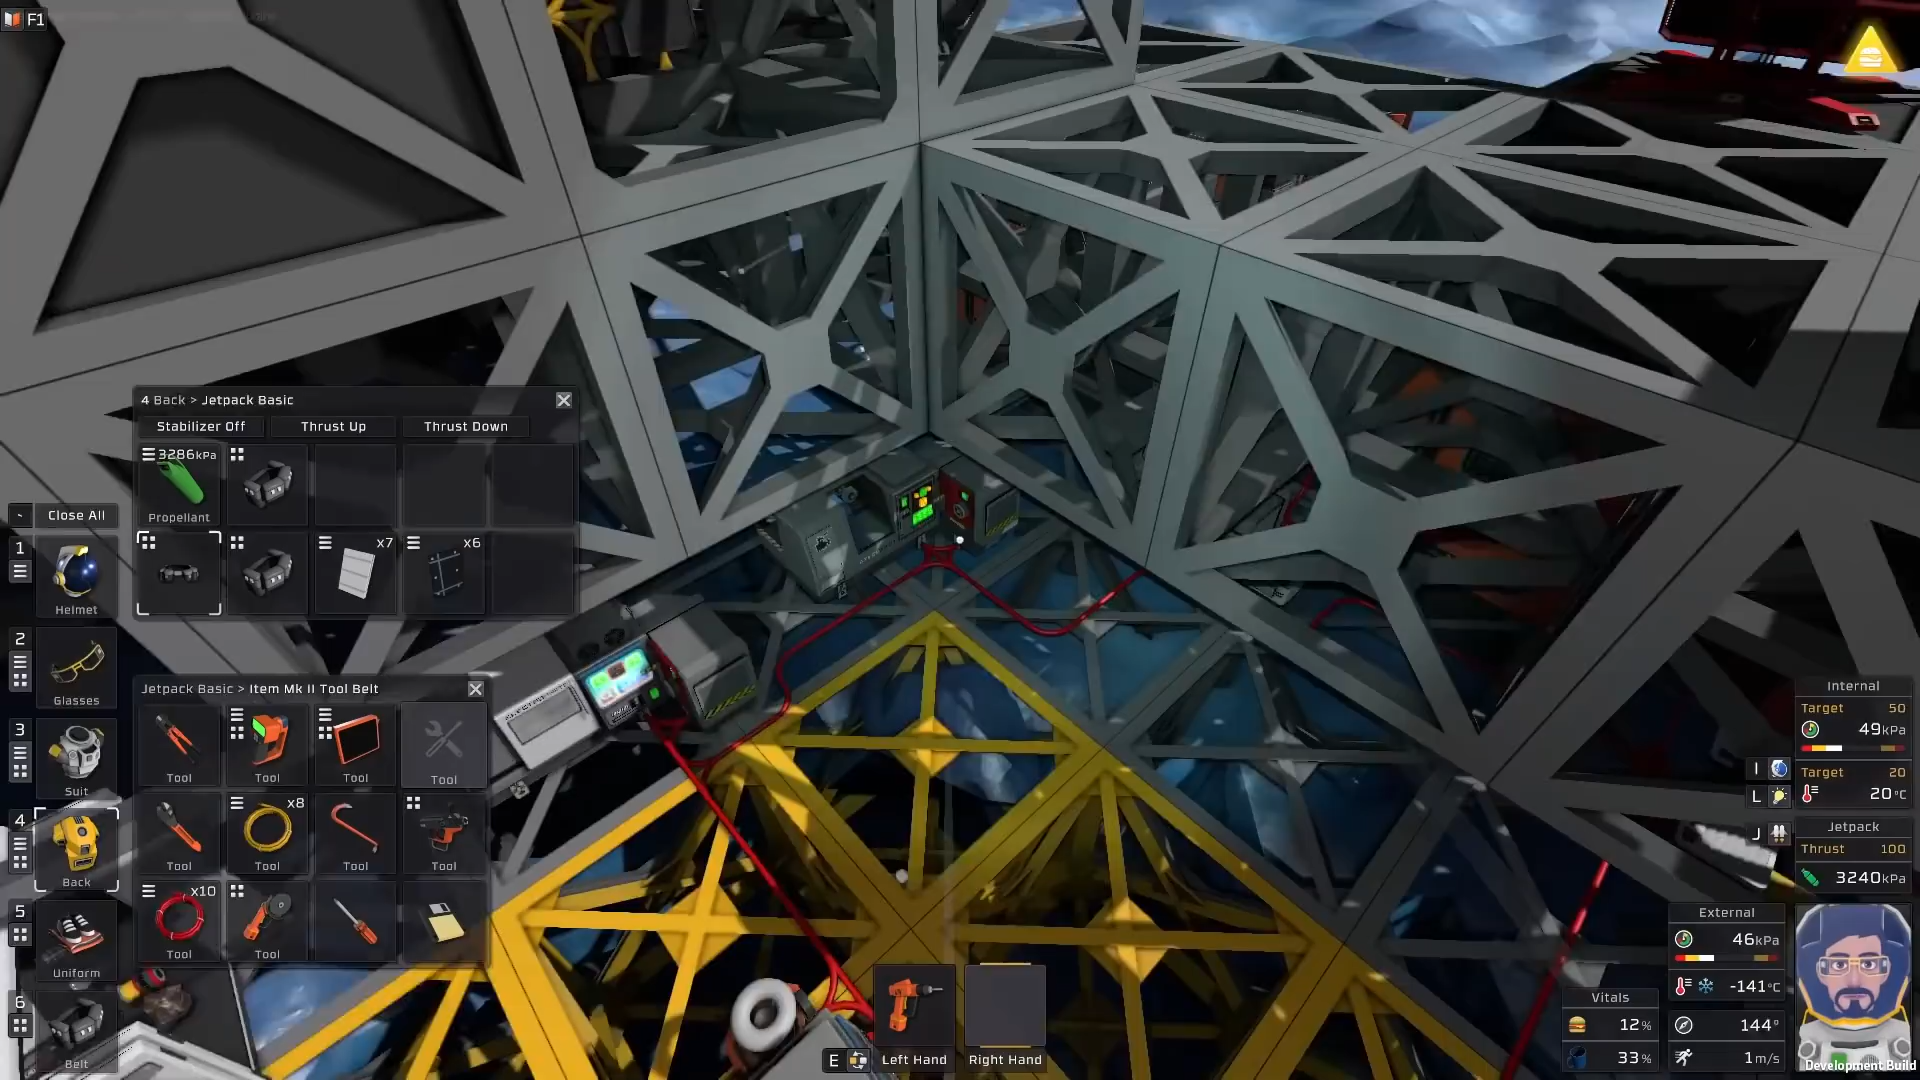 F1
4 Back > Jetpack Basic
Stabilizer Off
Thrust Up
Thrust Down
3286kPa
Propellant
x7
x6
~
Close All
1
Helmet
2
Glasses
3
Suit
4
Back
5
Uniform
6
Belt
Jetpack Basic > Item Mk II Tool Belt
Tool
Tool
Tool
Tool
Tool
x8
Tool
Tool
Tool
x10
Tool
Tool
E
Left Hand
Right Hand
Internal
Target 50
49kPa
Target 20
20°C
I
L
J
Jetpack
Thrust 100
3240kPa
External
46kPa
-141°C
144°
1m/s
Vitals
12%
33%
Development Build